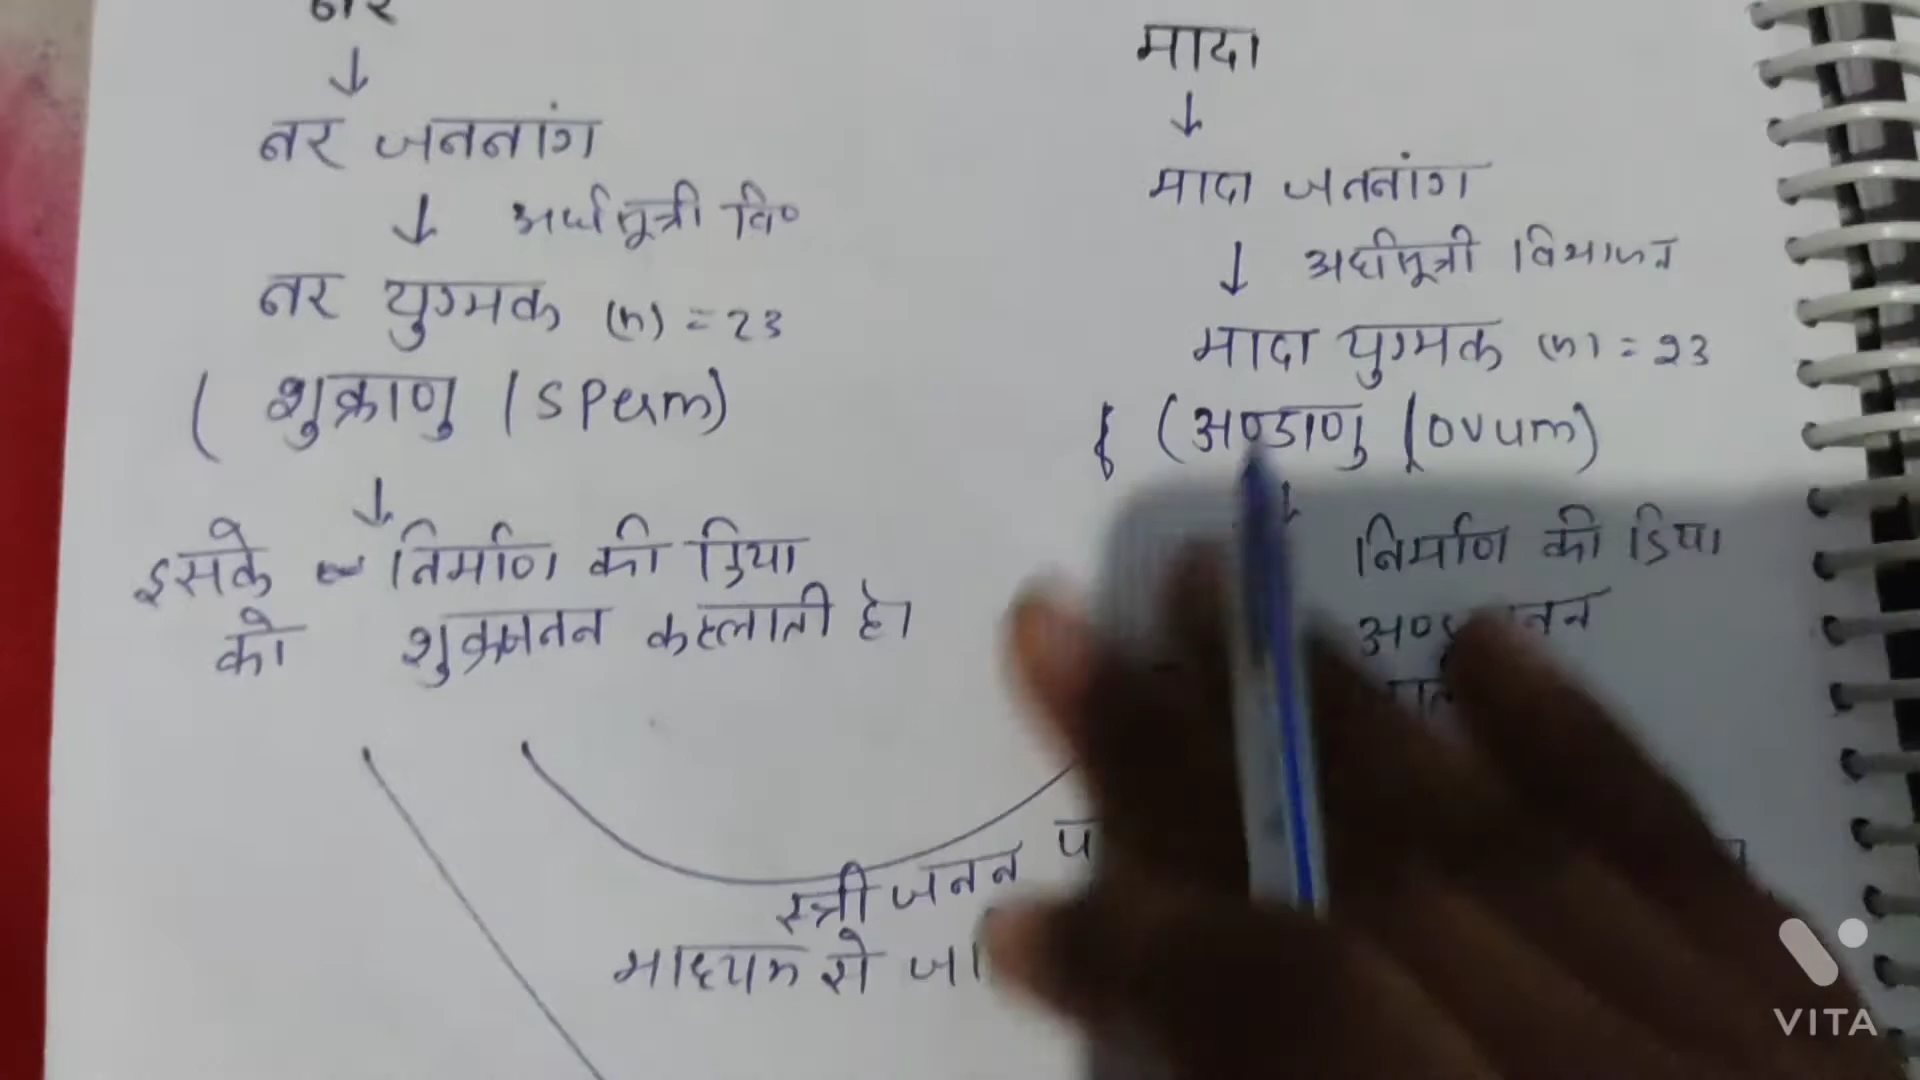 नर
नर जननांग
अर्धसूत्री वि०
नर युग्मक (n) = 23
( शुक्राणु (sperm)
इसके निर्माण की क्रिया
को शुक्रजनन कहलाती है।
मादा
मादा जननांग
अर्धसूत्री विभाजन
मादा युग्मक (n) = 23
(अण्डाणु (ovum)
निर्माण की क्रिया
स्त्री जनन
माध्यम से
VITA